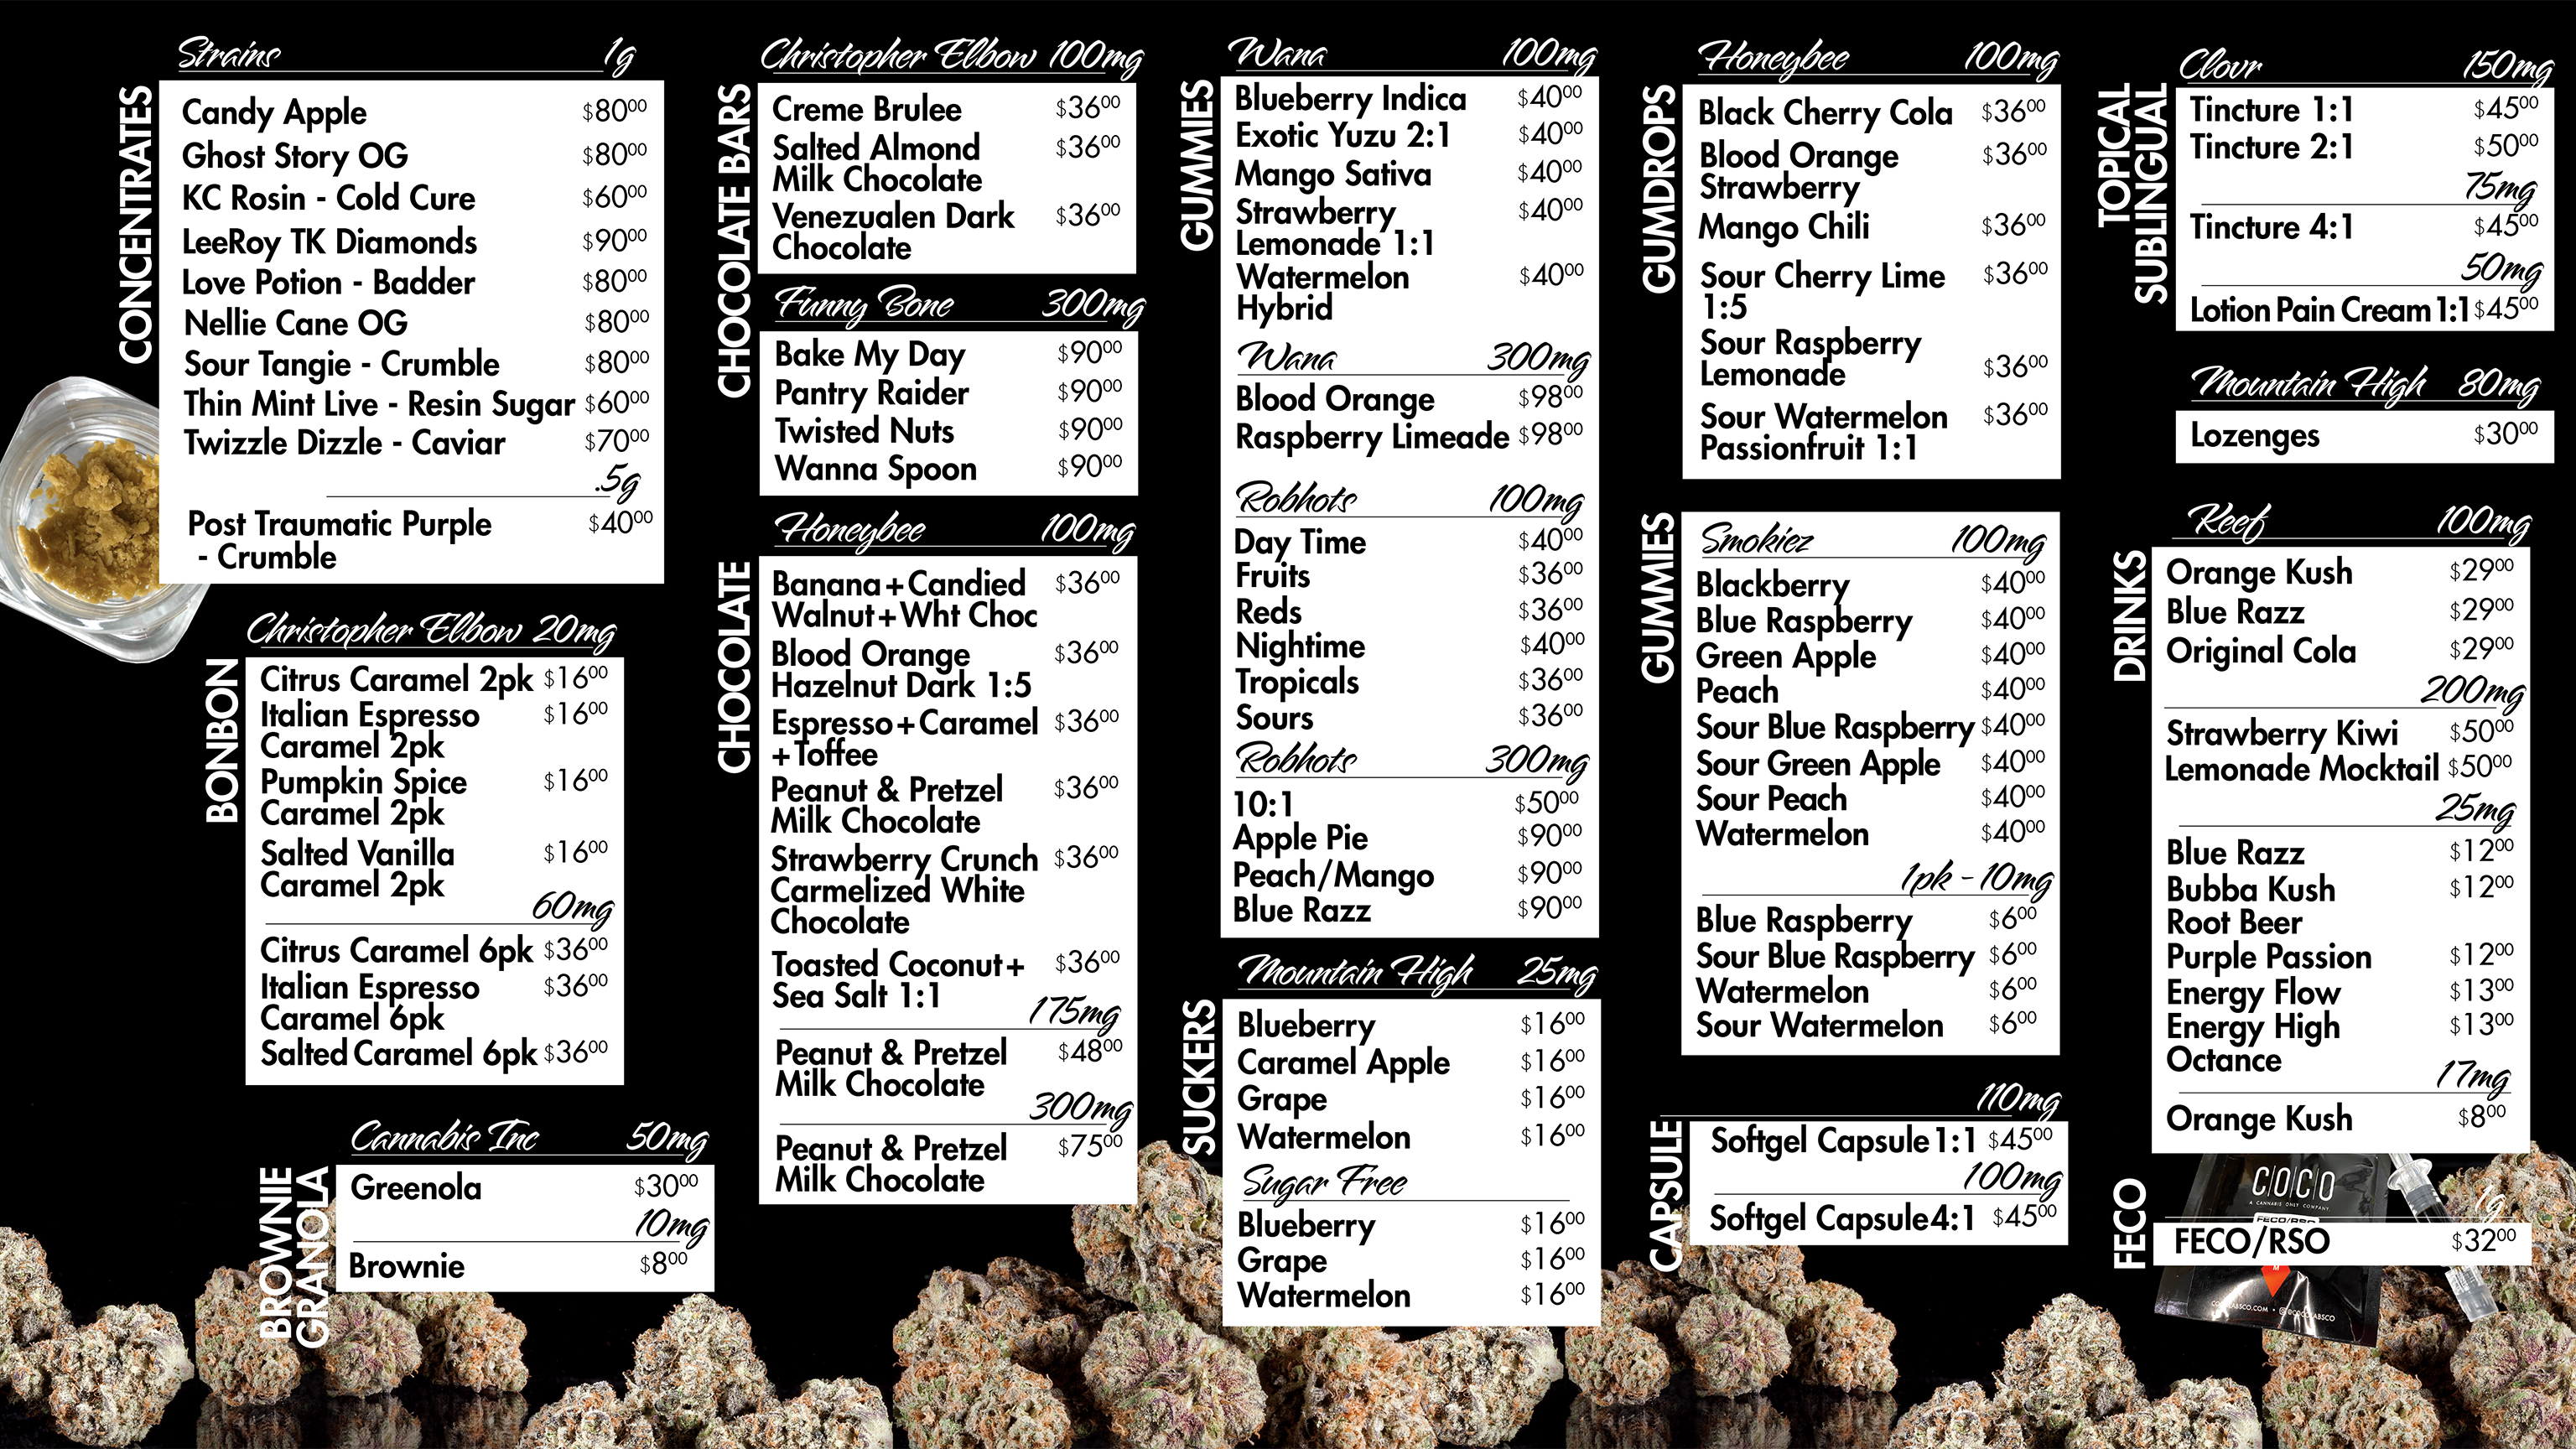 CONCENTRATES
Strains 1g
Candy Apple $80⁰⁰
Ghost Story OG $80⁰⁰
KC Rosin - Cold Cure $60⁰⁰
LeeRoy TK Diamonds $90⁰⁰
Love Potion - Badder $80⁰⁰
Nellie Cane OG $80⁰⁰
Sour Tangie - Crumble $80⁰⁰
Thin Mint Live - Resin Sugar $60⁰⁰
Twizzle Dizzle - Caviar $70⁰⁰
.5g
Post Traumatic Purple $40⁰⁰
- Crumble
BONBON
Christopher Elbow 20mg
Citrus Caramel 2pk $16⁰⁰
Italian Espresso $16⁰⁰
Caramel 2pk
Pumpkin Spice $16⁰⁰
Caramel 2pk
Salted Vanilla $16⁰⁰
Caramel 2pk
60mg
Citrus Caramel 6pk $36⁰⁰
Italian Espresso $36⁰⁰
Caramel 6pk
Salted Caramel 6pk $36⁰⁰
BROWNIE
GRANOLA
Cannabis Inc 50mg
Greenola $30⁰⁰
10mg
Brownie $8⁰⁰
CHOCOLATE BARS
Christopher Elbow 100mg
Creme Brulee $36⁰⁰
Salted Almond $36⁰⁰
Milk Chocolate
Venezualen Dark $36⁰⁰
Chocolate
Funny Bone 300mg
Bake My Day $90⁰⁰
Pantry Raider $90⁰⁰
Twisted Nuts $90⁰⁰
Wanna Spoon $90⁰⁰
CHOCOLATE
Honeybee 100mg
Banana+Candied $36⁰⁰
Walnut+Wht Choc
Blood Orange $36⁰⁰
Hazelnut Dark 1:5
Espresso+Caramel $36⁰⁰
+Toffee
Peanut & Pretzel $36⁰⁰
Milk Chocolate
Strawberry Crunch $36⁰⁰
Carmelized White
Chocolate
Toasted Coconut+ $36⁰⁰
Sea Salt 1:1
175mg
Peanut & Pretzel $48⁰⁰
Milk Chocolate
300mg
Peanut & Pretzel $75⁰⁰
Milk Chocolate
GUMMIES
Wana 100mg
Blueberry Indica $40⁰⁰
Exotic Yuzu 2:1 $40⁰⁰
Mango Sativa $40⁰⁰
Strawberry $40⁰⁰
Lemonade 1:1
Watermelon $40⁰⁰
Hybrid
Wana 300mg
Blood Orange $98⁰⁰
Raspberry Limeade $98⁰⁰
Robhots 100mg
Day Time $40⁰⁰
Fruits $36⁰⁰
Reds $36⁰⁰
Nightime $40⁰⁰
Tropicals $36⁰⁰
Sours $36⁰⁰
Robhots 300mg
10:1 $50⁰⁰
Apple Pie $90⁰⁰
Peach/Mango $90⁰⁰
Blue Razz $90⁰⁰
SUCKERS
Mountain High 25mg
Blueberry $16⁰⁰
Caramel Apple $16⁰⁰
Grape $16⁰⁰
Watermelon $16⁰⁰
Sugar Free
Blueberry $16⁰⁰
Grape $16⁰⁰
Watermelon $16⁰⁰
GUMDROPS
Honeybee 100mg
Black Cherry Cola $36⁰⁰
Blood Orange $36⁰⁰
Strawberry
Mango Chili $36⁰⁰
Sour Cherry Lime $36⁰⁰
1:5
Sour Raspberry
Lemonade $36⁰⁰
Sour Watermelon $36⁰⁰
Passionfruit 1:1
GUMMIES
Smokiez 100mg
Blackberry $40⁰⁰
Blue Raspberry $40⁰⁰
Green Apple $40⁰⁰
Peach $40⁰⁰
Sour Blue Raspberry $40⁰⁰
Sour Green Apple $40⁰⁰
Sour Peach $40⁰⁰
Watermelon $40⁰⁰
1pk - 10mg
Blue Raspberry $6⁰⁰
Sour Blue Raspberry $6⁰⁰
Watermelon $6⁰⁰
Sour Watermelon $6⁰⁰
CAPSULE
110mg
Softgel Capsule 1:1 $45⁰⁰
100mg
Softgel Capsule 4:1 $45⁰⁰
TOPICAL
SUBLINGUAL
Clovr 150mg
Tincture 1:1 $45⁰⁰
Tincture 2:1 $50⁰⁰
75mg
Tincture 4:1 $45⁰⁰
50mg
Lotion Pain Cream 1:1 $45⁰⁰
Mountain High 80mg
Lozenges $30⁰⁰
DRINKS
Keef 100mg
Orange Kush $29⁰⁰
Blue Razz $29⁰⁰
Original Cola $29⁰⁰
200mg
Strawberry Kiwi $50⁰⁰
Lemonade Mocktail $50⁰⁰
25mg
Blue Razz $12⁰⁰
Bubba Kush $12⁰⁰
Root Beer
Purple Passion $12⁰⁰
Energy Flow $13⁰⁰
Energy High $13⁰⁰
Octance
17mg
Orange Kush $8⁰⁰
FECO
COCO
A CANNABIS ONLY COMPANY
FECO/RSO
1g
FECO/RSO $32⁰⁰